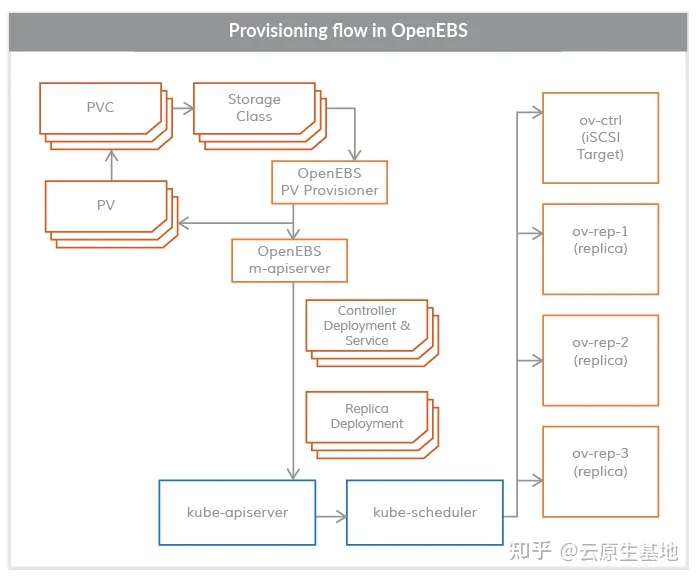 Provisioning flow in OpenEBS
PVC
Storage
Class
ov-ctrl
(iSCSI
Target)
OpenEBS
PV Provisioner
PV
ov-rep-1
(replica)
OpenEBS
m-apiserver
Controller
Deployment &
Service
ov-rep-2
(replica)
Replica
Deployment
ov-rep-3
(replica)
kube-apiserver
kube-scheduler
知乎 @云原生基地